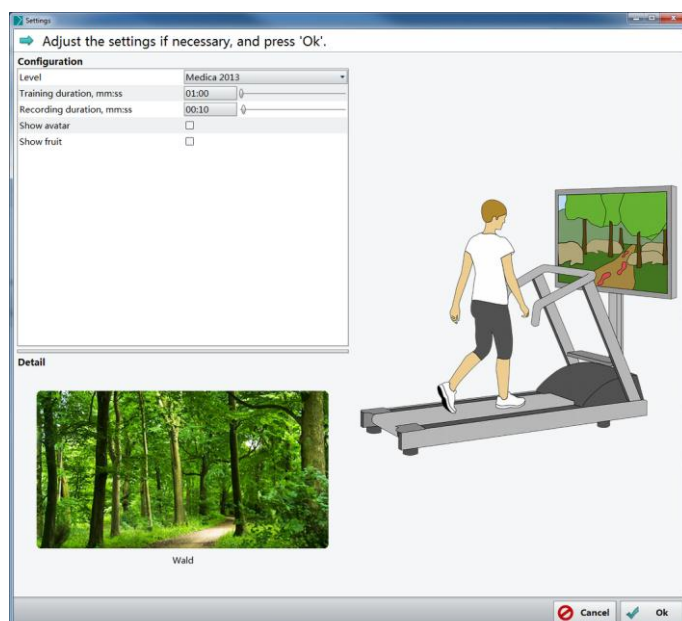 Settings
Adjust the settings if necessary, and press 'Ok'.
Configuration
Level Medica 2013
Training duration, mm:ss 01:00
Recording duration, mm:ss 00:10
Show avatar
Show fruit
Detail
Wald
Cancel Ok